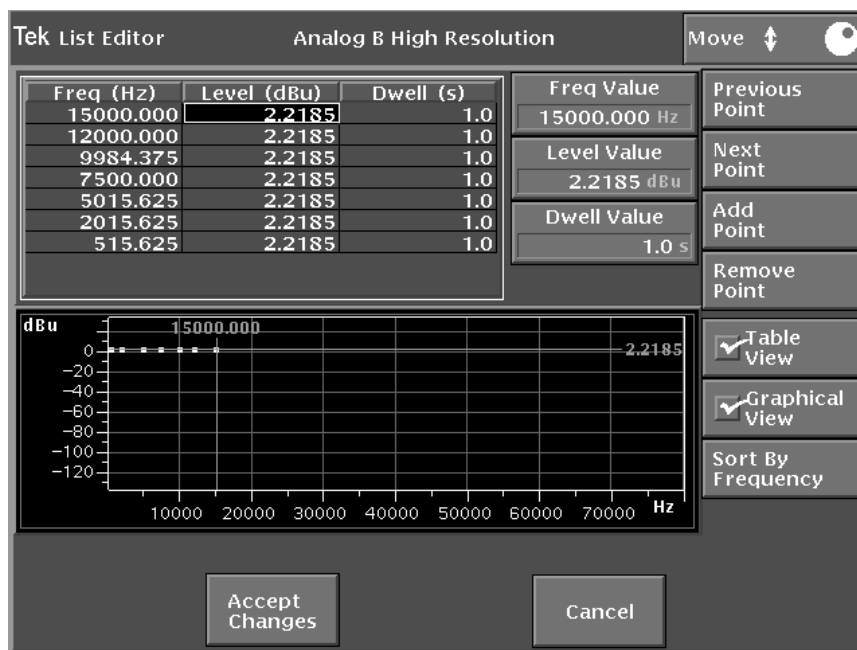 Tek List Editor Analog B High Resolution Move
Freq (Hz) Level (dBu) Dwell (s)
15000.000 2.2185 1.0
12000.000 2.2185 1.0
9984.375 2.2185 1.0
7500.000 2.2185 1.0
5015.625 2.2185 1.0
2015.625 2.2185 1.0
515.625 2.2185 1.0
Freq Value
15000.000 Hz
Level Value
2.2185 dBu
Dwell Value
1.0 s
Previous
Point
Next
Point
Add
Point
Remove
Point
Table
View
Graphical
View
Sort By
Frequency
dBu
15000.000
2.2185
0
-20
-40
-60
-80
-100
-120
10000 20000 30000 40000 50000 60000 70000 Hz
Accept
Changes
Cancel